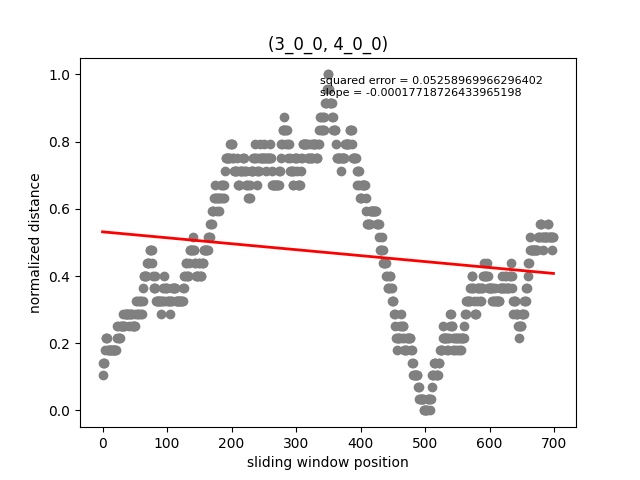 (3_0_0, 4_0_0)
squared error = 0.05258969966296402
slope = -0.00017718726433965198
normalized distance
1.0
0.8
0.6
0.4
0.2
0.0
0 100 200 300 400 500 600 700
sliding window position